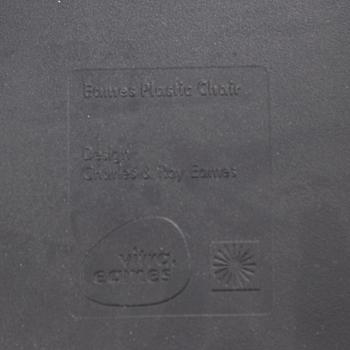 Eames Plastic Chair
Design
Charles & Ray Eames
vitra.
eames